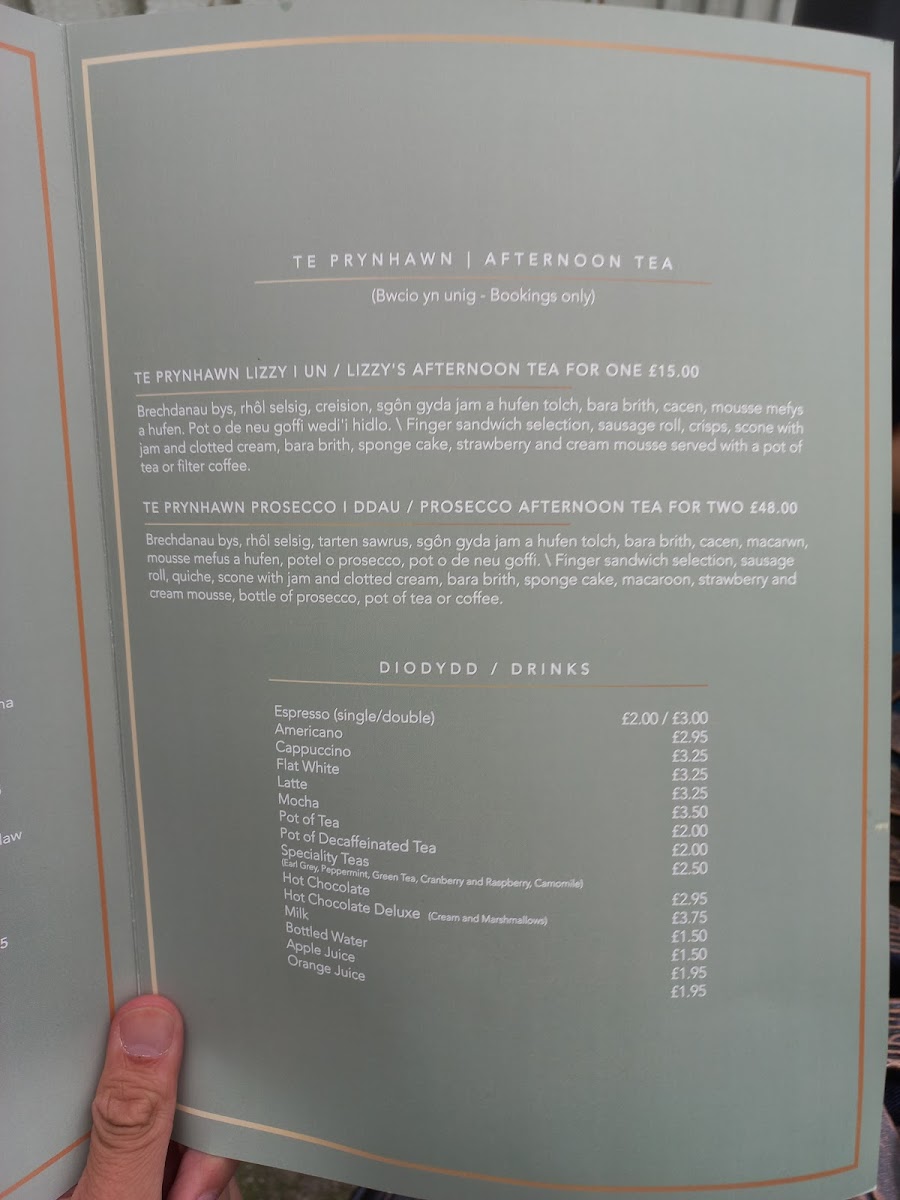 TE PRYNHAWN | AFTERNOON TEA
(Bwcio yn unig - Bookings only)
TE PRYNHAWN LIZZY I UN / LIZZY'S AFTERNOON TEA FOR ONE £15.00
Brechdanau bys, rhôl selsig, creision, sgôn gyda jam a hufen tolch, bara brith, cacen, mousse mefys
a hufen. Pot o de neu goffi wedi'i hidlo. \ Finger sandwich selection, sausage roll, crisps, scone with
jam and clotted cream, bara brith, sponge cake, strawberry and cream mousse served with a pot of
tea or filter coffee.
TE PRYNHAWN PROSECCO I DDAU / PROSECCO AFTERNOON TEA FOR TWO £48.00
Brechdanau bys, rhôl selsig, tarten sawrus, sgôn gyda jam a hufen tolch, bara brith, cacen, macarwn,
mousse mefus a hufen, potel o prosecco, pot o de neu goffi. \ Finger sandwich selection, sausage
roll, quiche, scone with jam and clotted cream, bara brith, sponge cake, macaroon, strawberry and
cream mousse, bottle of prosecco, pot of tea or coffee.
DIODYDD / DRINKS
Espresso (single/double) £2.00 / £3.00
Americano £2.95
Cappuccino £3.25
Flat White £3.25
Latte £3.25
Mocha £3.50
Pot of Tea £2.00
Pot of Decaffeinated Tea £2.00
Speciality Teas £2.50
(Earl Grey, Peppermint, Green Tea, Cranberry and Raspberry, Camomile)
Hot Chocolate £2.95
Hot Chocolate Deluxe (Cream and Marshmallows) £3.75
Milk £1.50
Bottled Water £1.50
Apple Juice £1.95
Orange Juice £1.95